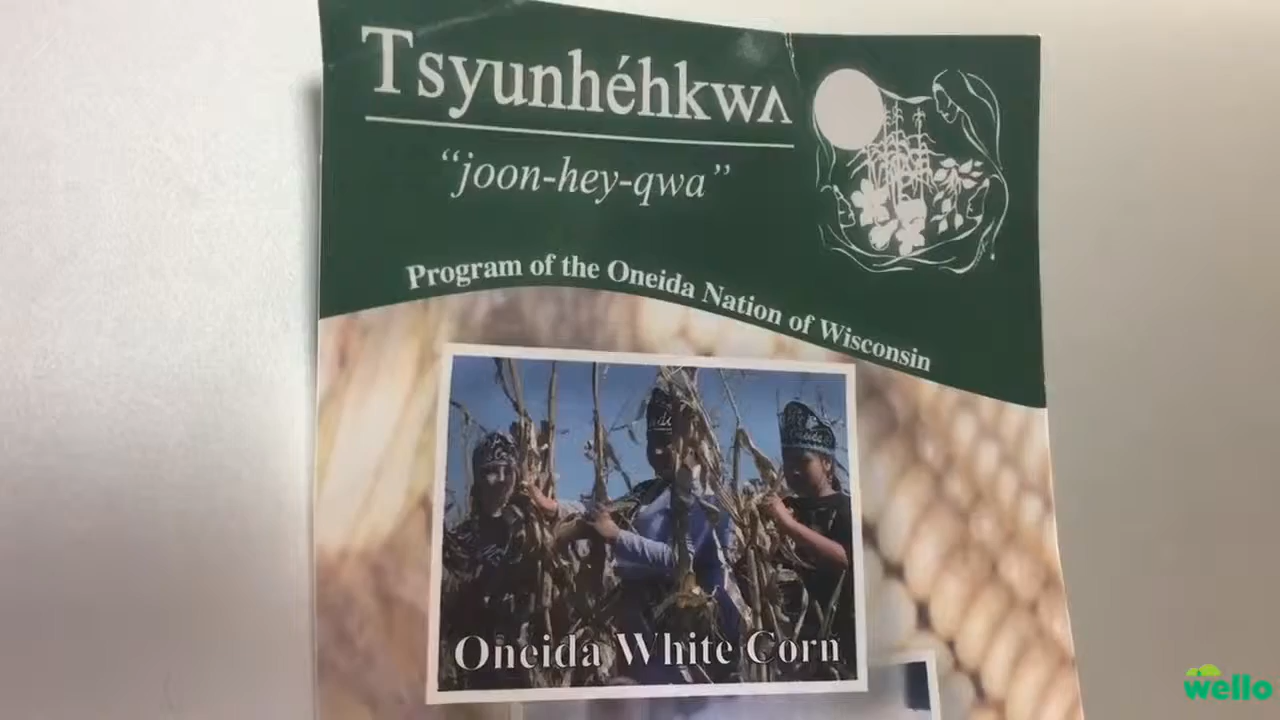 Tsyunhéhkwʌ
“joon-hey-qwa”
Program of the Oneida Nation of Wisconsin
Oneida White Corn
wello